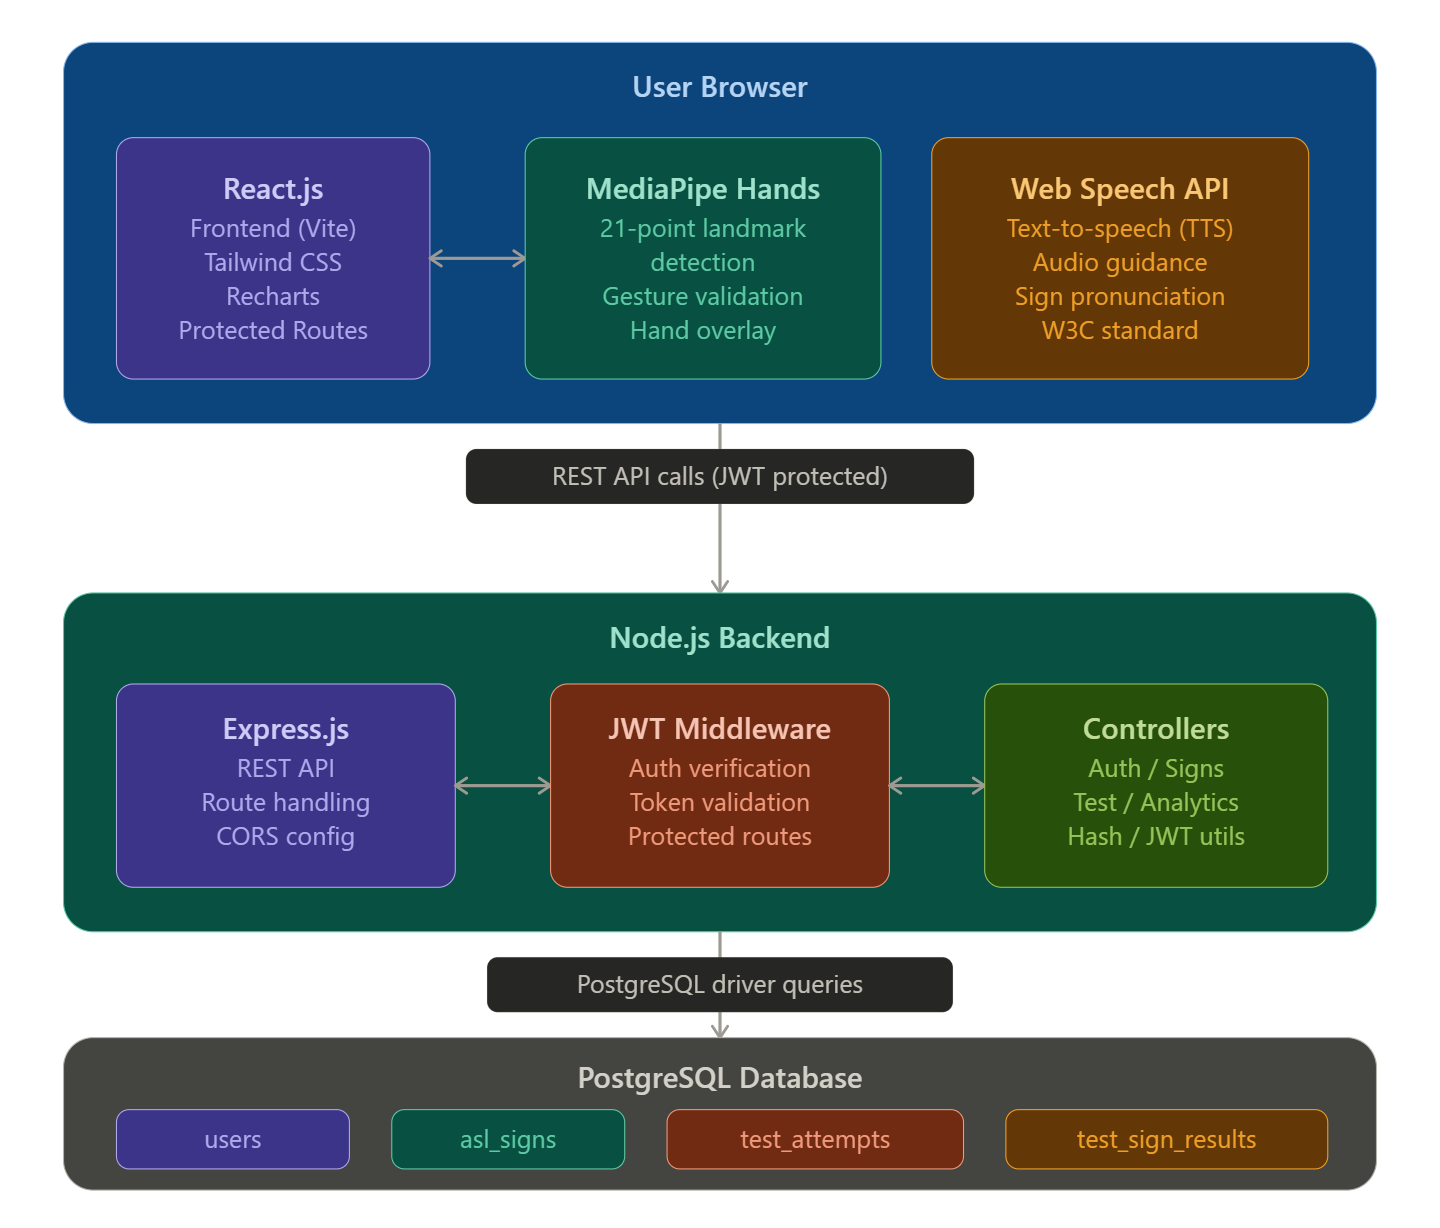 User Browser
React.js
Frontend (Vite)
Tailwind CSS
Recharts
Protected Routes
MediaPipe Hands
21-point landmark
detection
Gesture validation
Hand overlay
Web Speech API
Text-to-speech (TTS)
Audio guidance
Sign pronunciation
W3C standard
REST API calls (JWT protected)
Node.js Backend
Express.js
REST API
Route handling
CORS config
JWT Middleware
Auth verification
Token validation
Protected routes
Controllers
Auth / Signs
Test / Analytics
Hash / JWT utils
PostgreSQL driver queries
PostgreSQL Database
users
asl_signs
test_attempts
test_sign_results